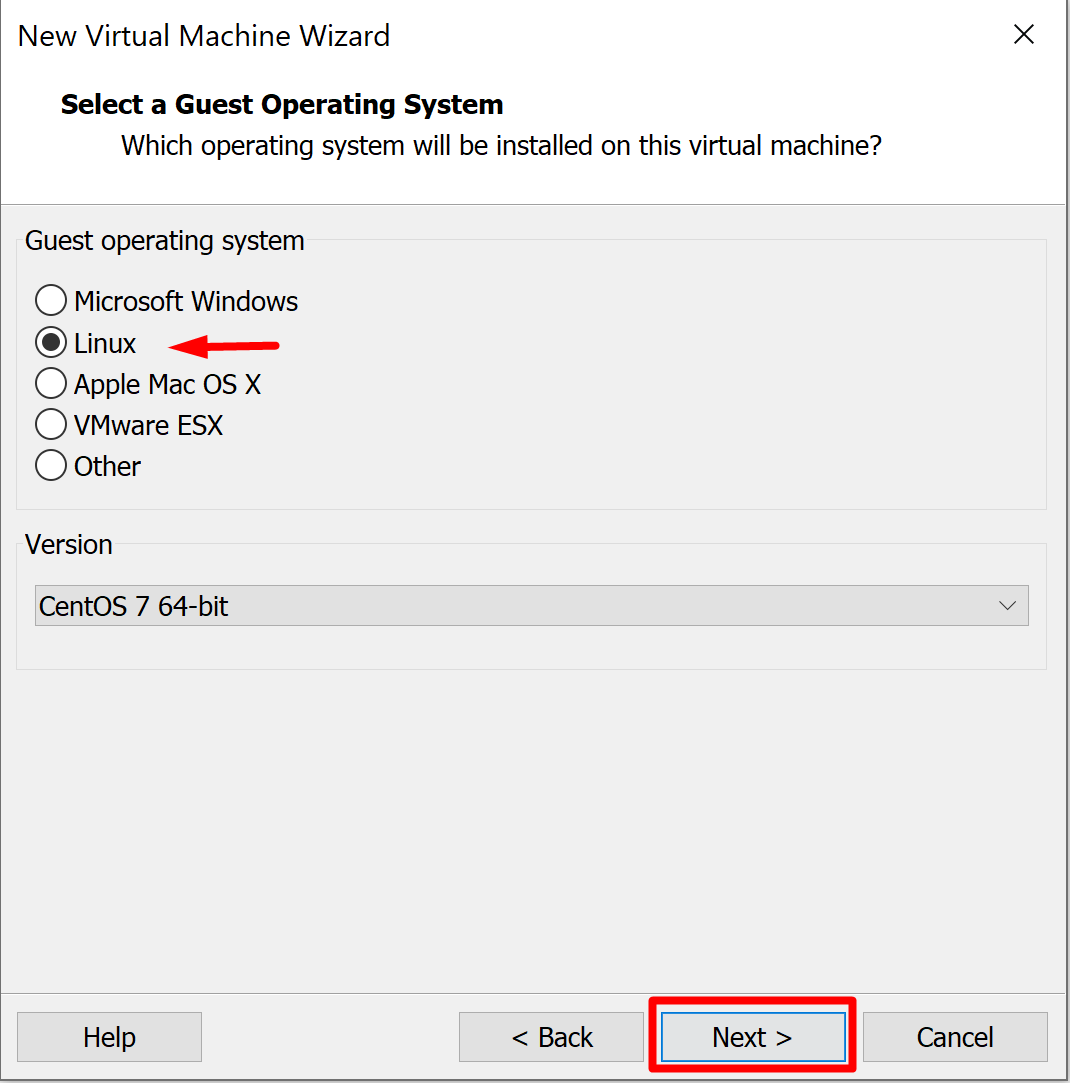 New Virtual Machine Wizard
Select a Guest Operating System
Which operating system will be installed on this virtual machine?
Guest operating system
Microsoft Windows
Linux
Apple Mac OS X
VMware ESX
Other
Version
CentOS 7 64-bit
Help
< Back
Next >
Cancel